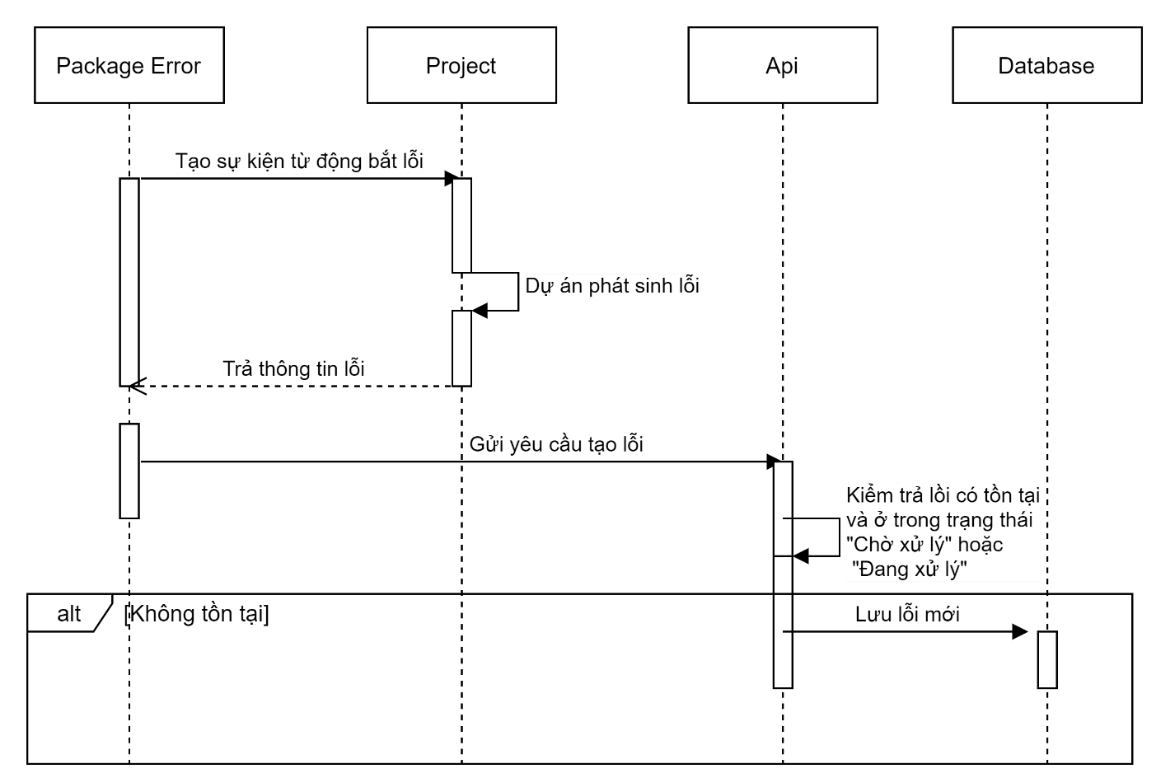 Package Error
Project
Api
Database
Tạo sự kiện từ động bắt lỗi
Dự án phát sinh lỗi
Trả thông tin lỗi
Gửi yêu cầu tạo lỗi
Kiểm trả lồi có tồn tại
và ở trong trạng thái
"Chờ xử lý" hoặc
"Đang xử lý"
alt
[Không tồn tại]
Lưu lỗi mới